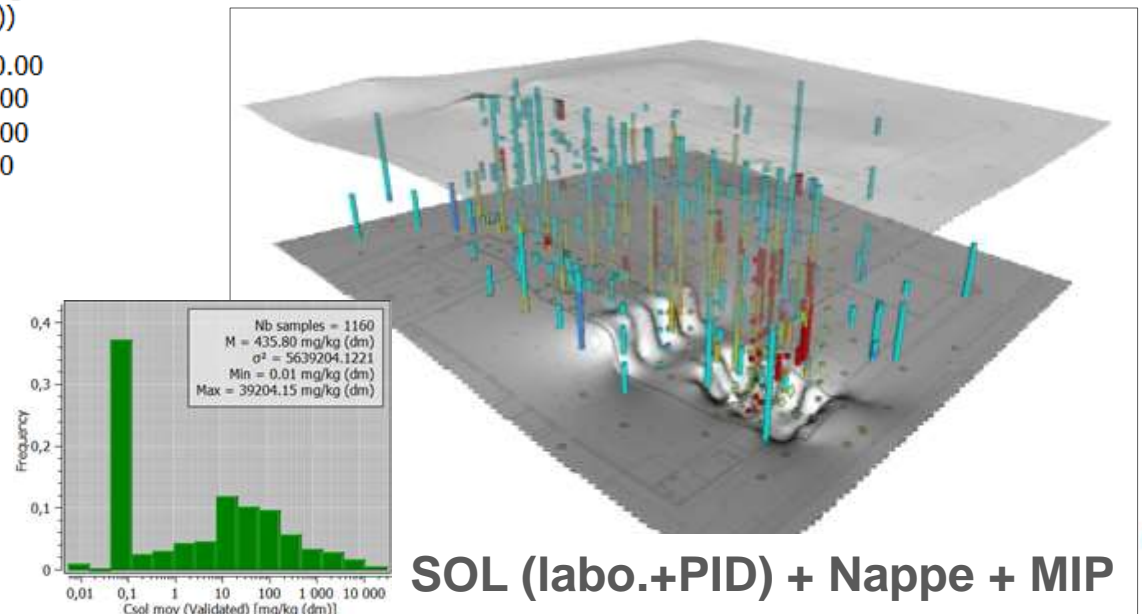 ))
0.00
00
00
0
Nb samples = 1160
M = 435.80 mg/kg (dm)
σ² = 5639204.1221
Min = 0.01 mg/kg (dm)
Max = 39204.15 mg/kg (dm)
Frequency
0,4
0,3
0,2
0,1
0
0,01 0,1 1 10 100 1 000 10 000
Csol moy (Validated) [mg/kg (dm)]
SOL (labo.+PID) + Nappe + MIP